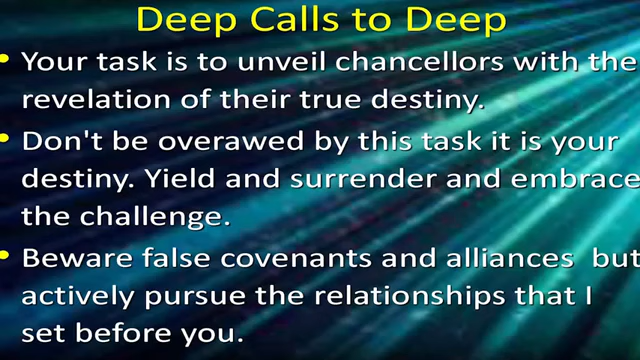 Deep Calls to Deep
• Your task is to unveil chancellors with the
revelation of their true destiny.
• Don't be overawed by this task it is your
destiny. Yield and surrender and embrace
the challenge.
• Beware false covenants and alliances  but
actively pursue the relationships that I
set before you.